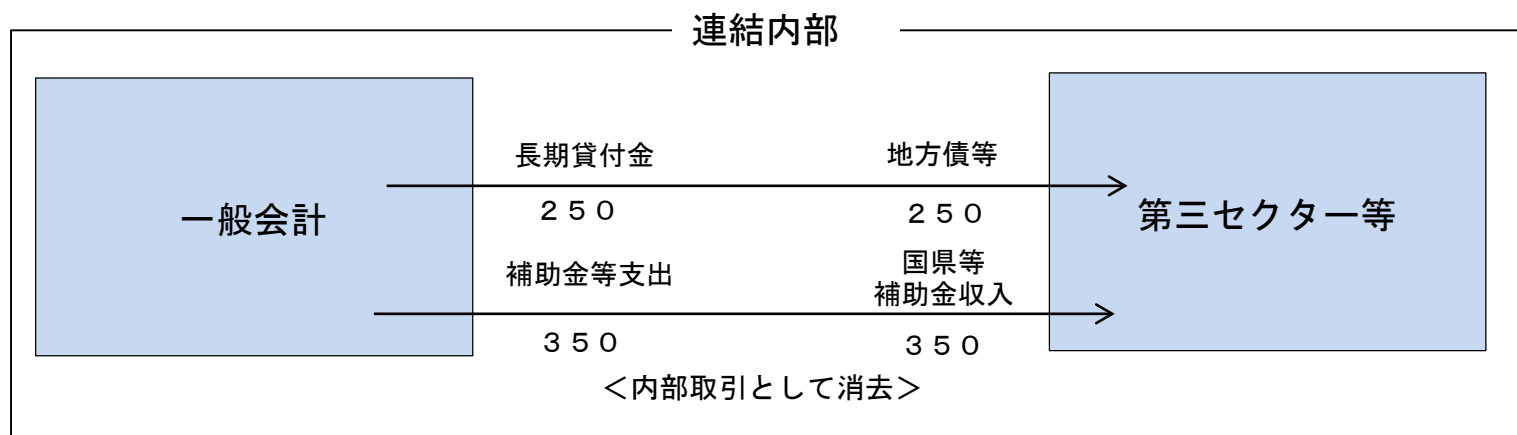 連結内部
長期貸付金
地方債等
一般会計
２５０
２５０
第三セクター等
補助金等支出
国県等
補助金収入
３５０
３５０
＜内部取引として消去＞